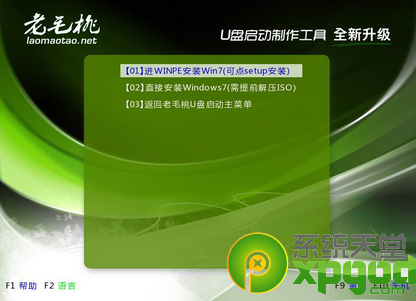 老毛桃
laomaotao.net
U盘启动制作工具 全新升级
【01】进WINPE安装Win7(可点setup安装)
【02】直接安装Windows7(需提前解压ISO)
【03】返回老毛桃U盘启动主菜单
系统天堂
F1 帮助 F2 语言
F9